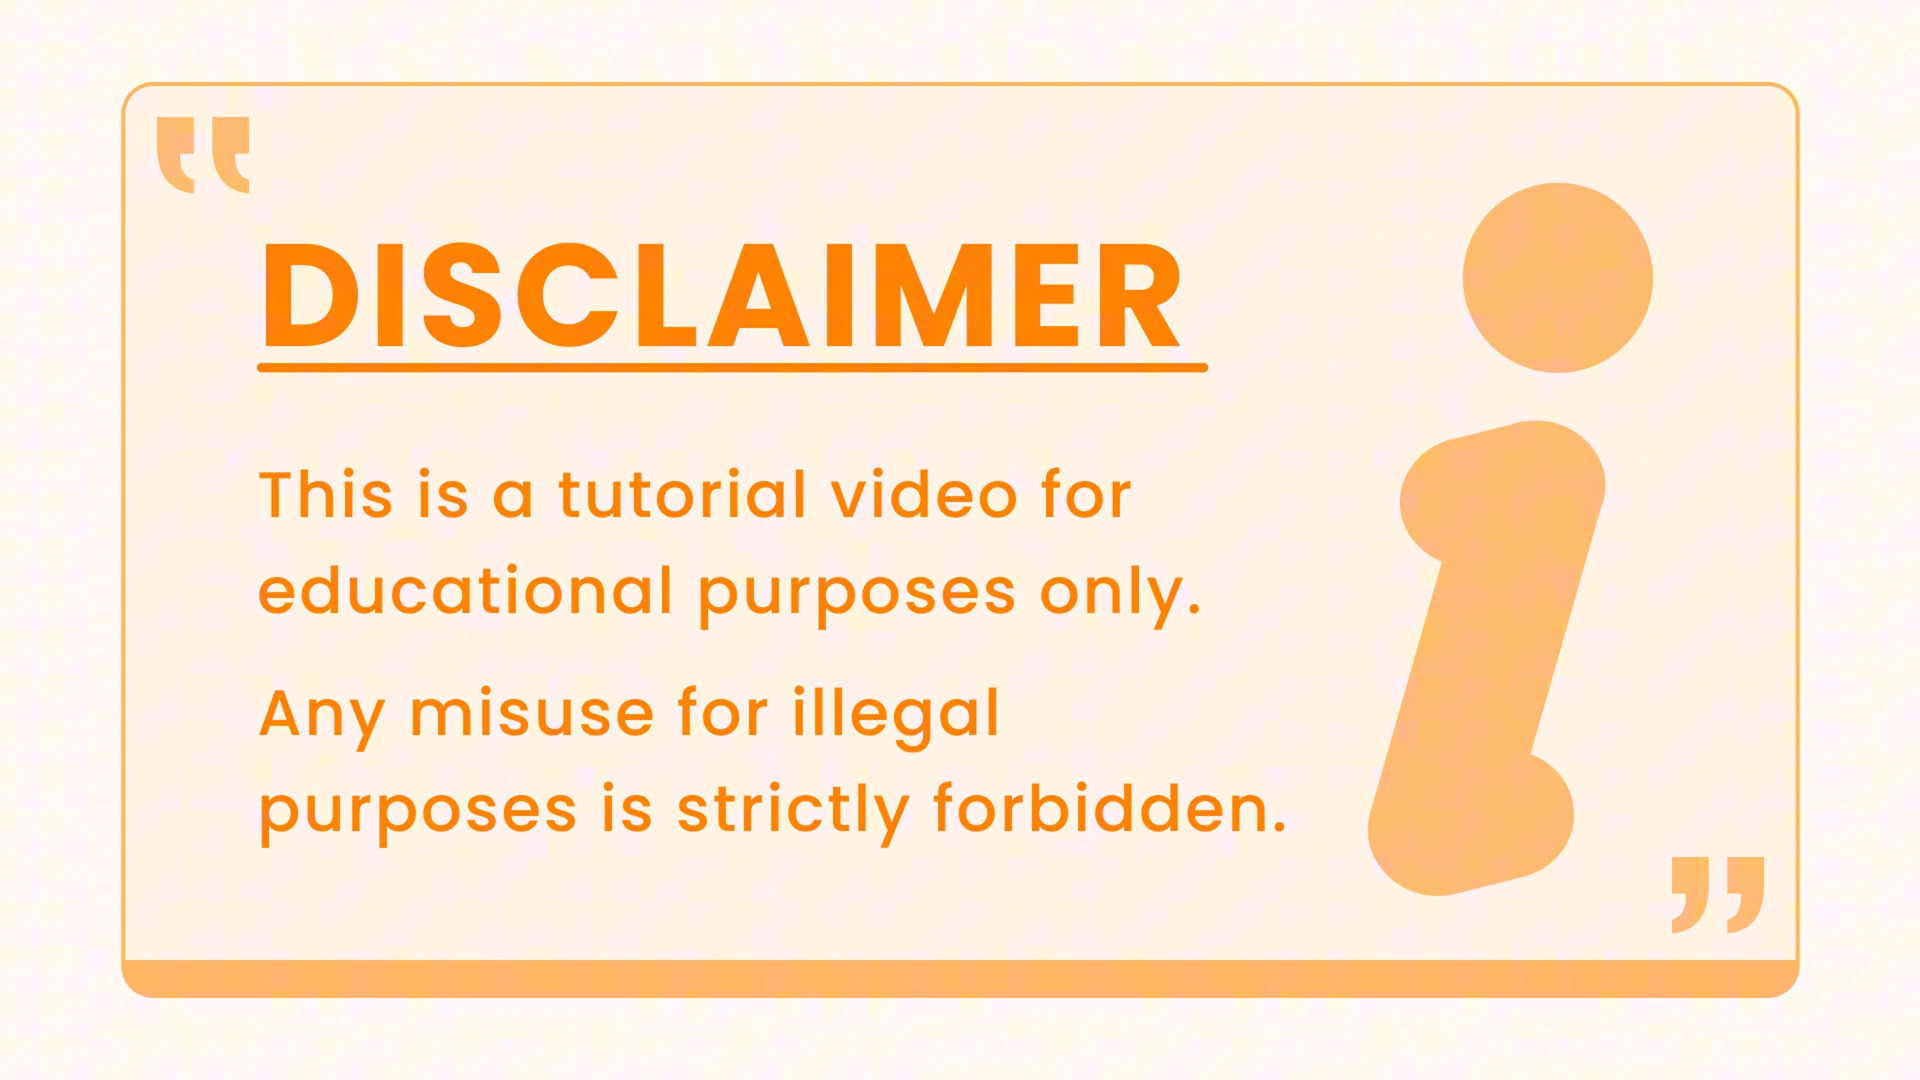 “
DISCLAIMER
This is a tutorial video for
educational purposes only.
Any misuse for illegal
purposes is strictly forbidden.
i
”